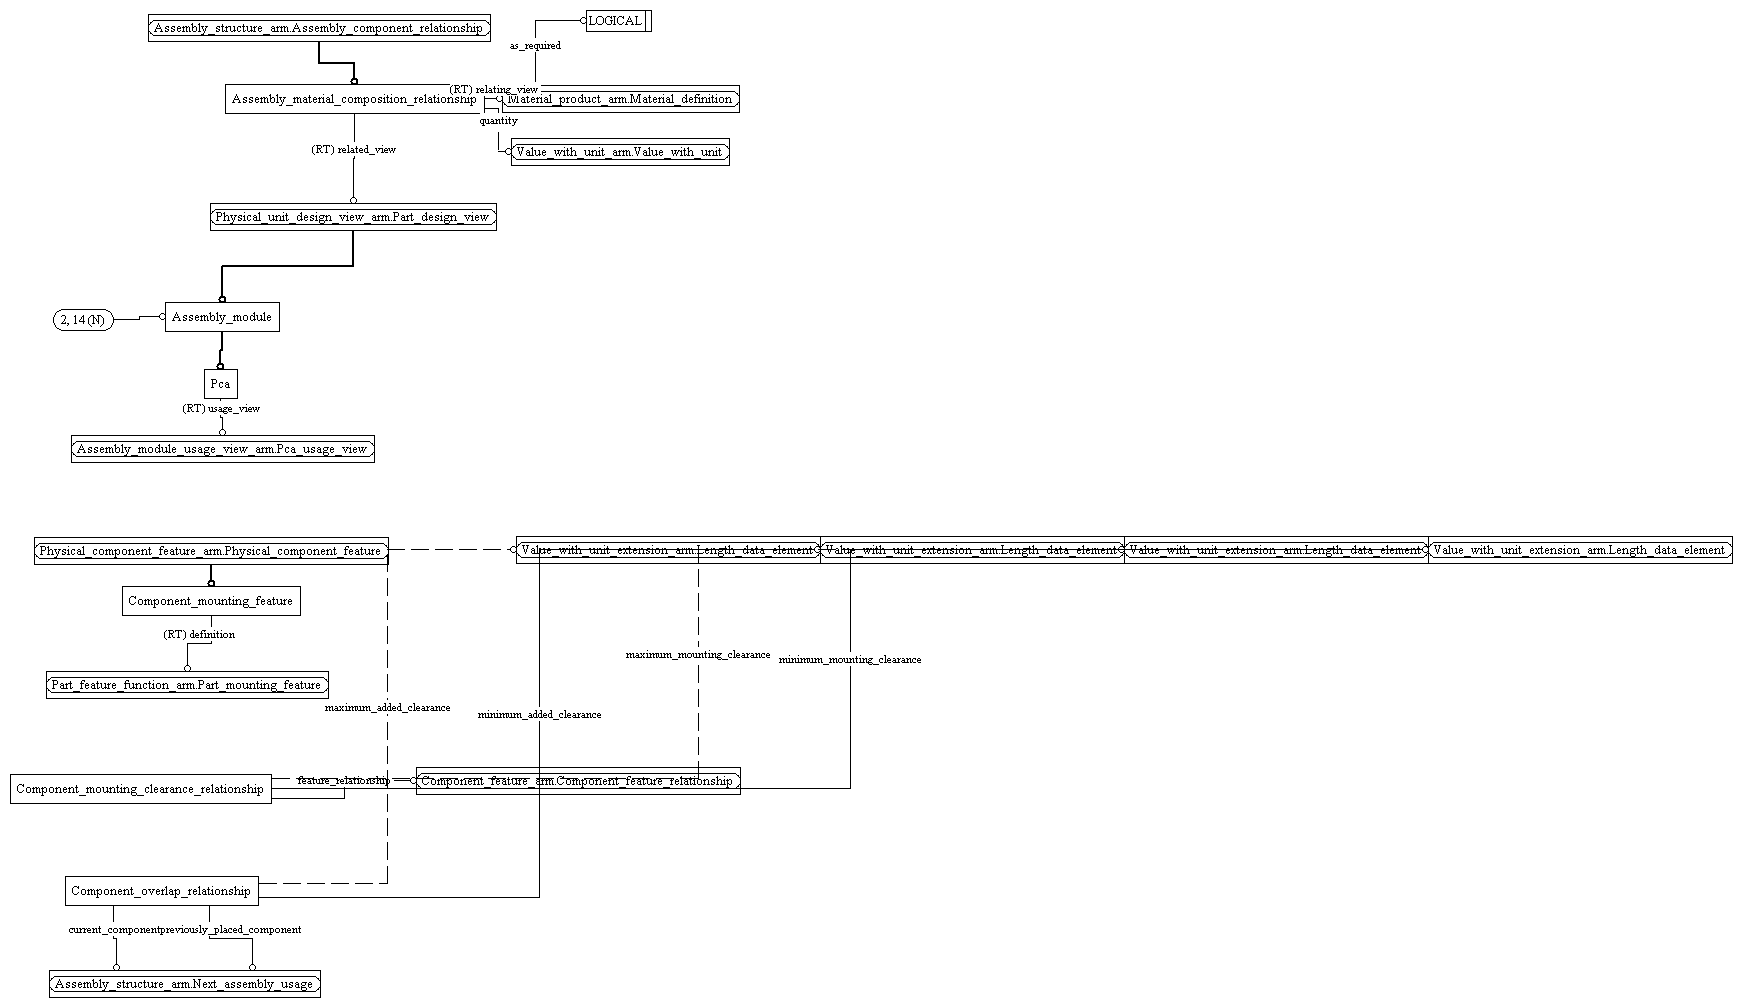 Assembly_structure_arm.Assembly_component_relationship
LOGICAL
as_required
(RT) relating_view
Assembly_material_composition_relationship
Material_product_arm.Material_definition
quantity
(RT) related_view
Value_with_unit_arm.Value_with_unit
Physical_unit_design_view_arm.Part_design_view
2, 14 (N)
Assembly_module
Pca
(RT) usage_view
Assembly_module_usage_view_arm.Pca_usage_view
Physical_component_feature_arm.Physical_component_feature
Value_with_unit_extension_arm.Length_data_element
Value_with_unit_extension_arm.Length_data_element
Value_with_unit_extension_arm.Length_data_element
Value_with_unit_extension_arm.Length_data_element
Component_mounting_feature
(RT) definition
maximum_mounting_clearance
minimum_mounting_clearance
Part_feature_function_arm.Part_mounting_feature
maximum_added_clearance
minimum_added_clearance
feature_relationship
Component_feature_arm.Component_feature_relationship
Component_mounting_clearance_relationship
Component_overlap_relationship
current_component
previously_placed_component
Assembly_structure_arm.Next_assembly_usage